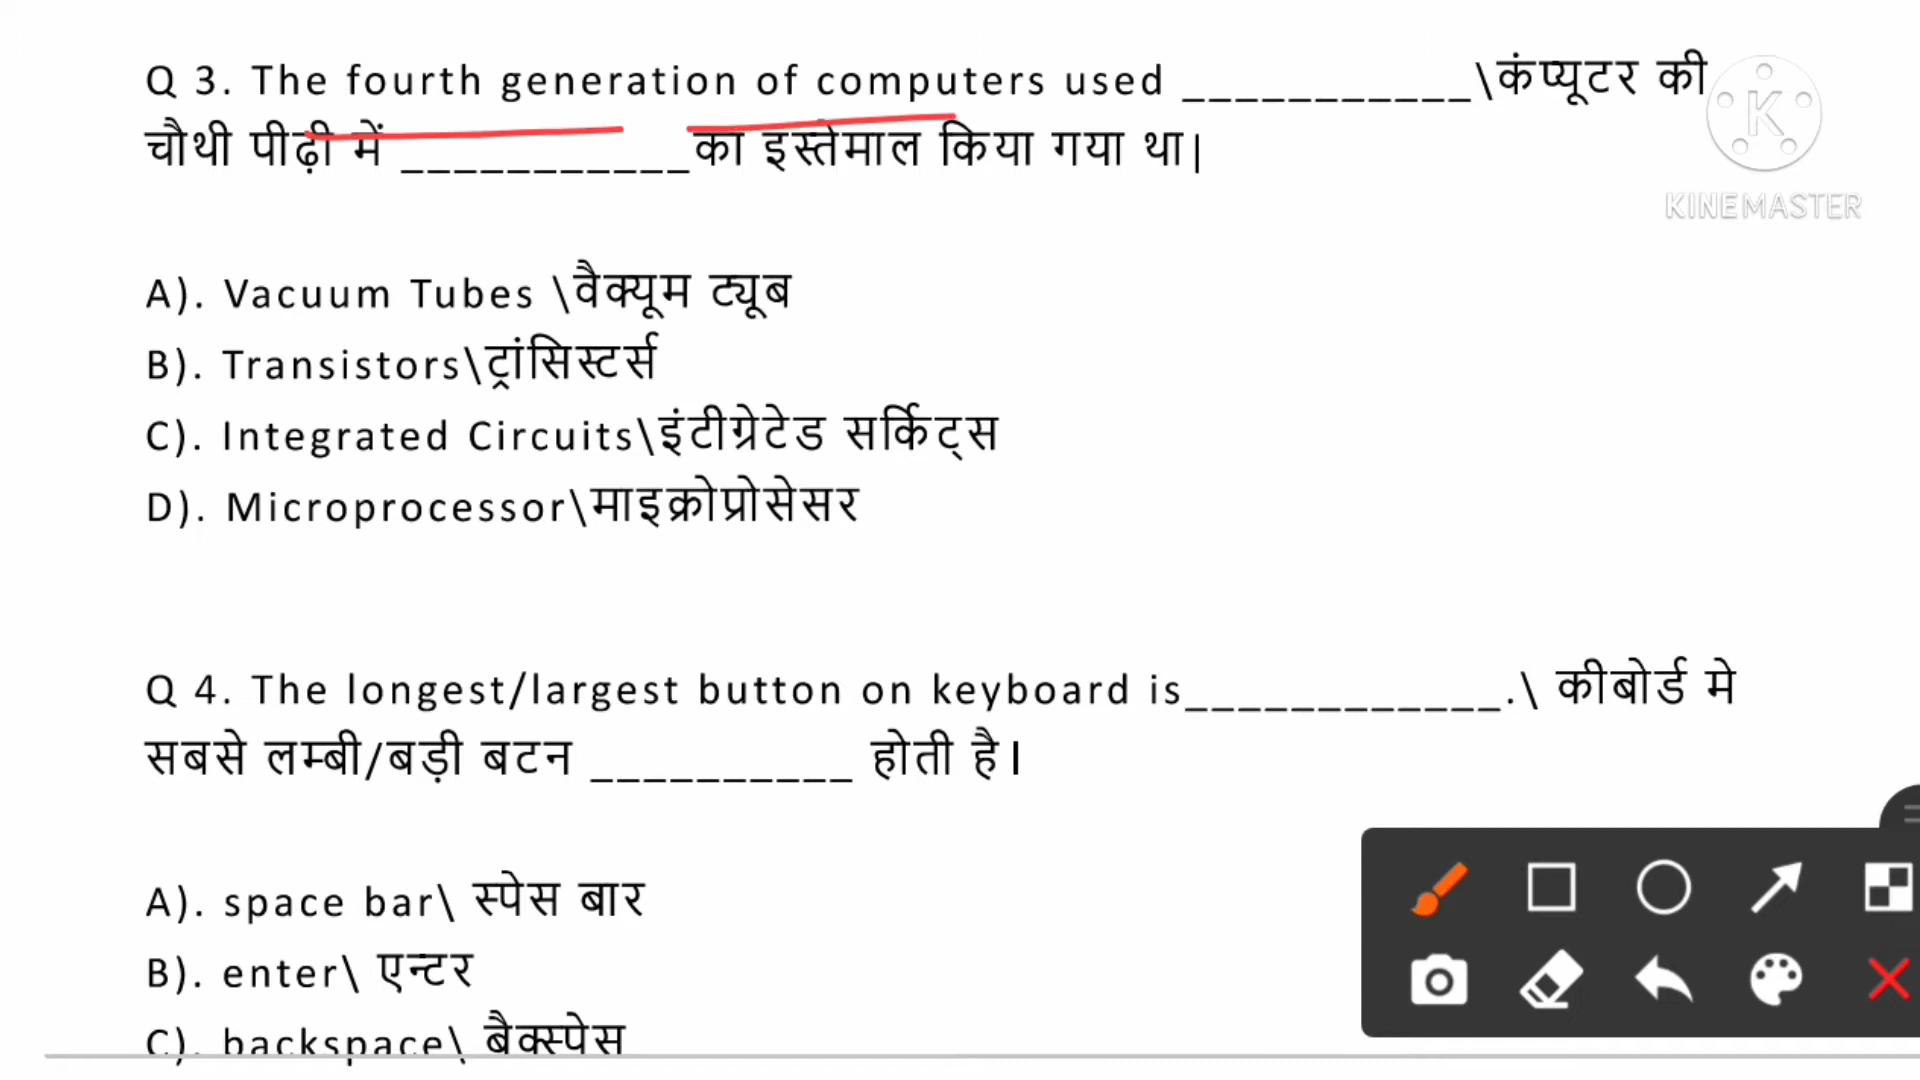 Q 3. The fourth generation of computers used ___________\कंप्यूटर की
चौथी पीढ़ी में ___________का इस्तेमाल किया गया था|
KINEMASTER
A). Vacuum Tubes \वैक्यूम ट्यूब
B). Transistors\ट्रांसिस्टर्स
C). Integrated Circuits\इंटीग्रेटेड सर्किट्स
D). Microprocessor\माइक्रोप्रोसेसर
Q 4. The longest/largest button on keyboard is____________.\ कीबोर्ड मे
सबसे लम्बी/बड़ी बटन __________ होती है।
A). space bar\ स्पेस बार
B). enter\ एन्टर
C). backspace\ बैक्स्पेस